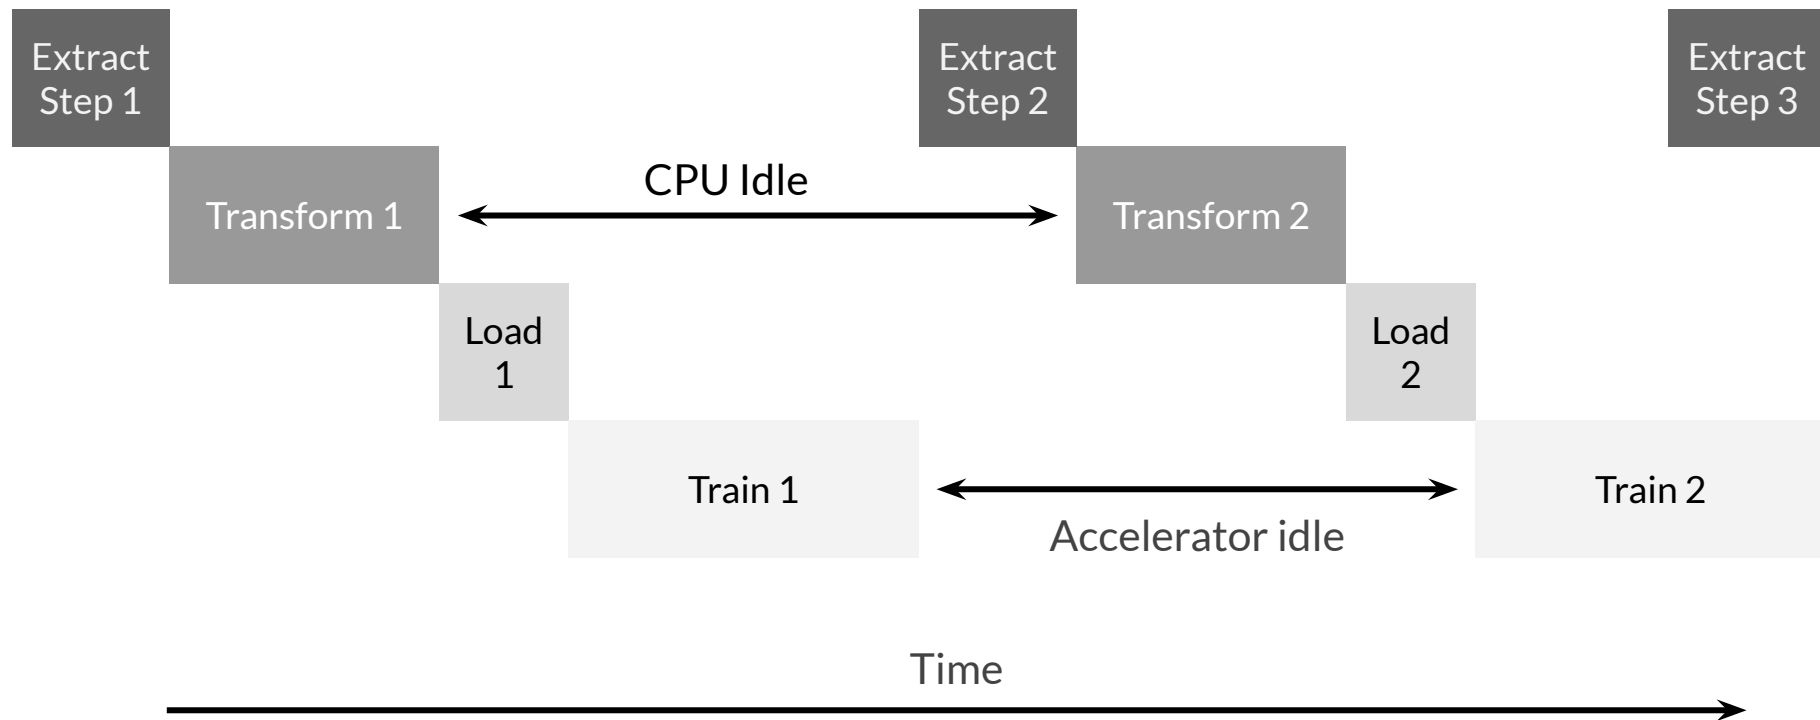 Extract
Step 1
Extract
Step 2
Extract
Step 3
Transform 1
CPU Idle
Transform 2
Load
1
Load
2
Train 1
Accelerator idle
Train 2
Time